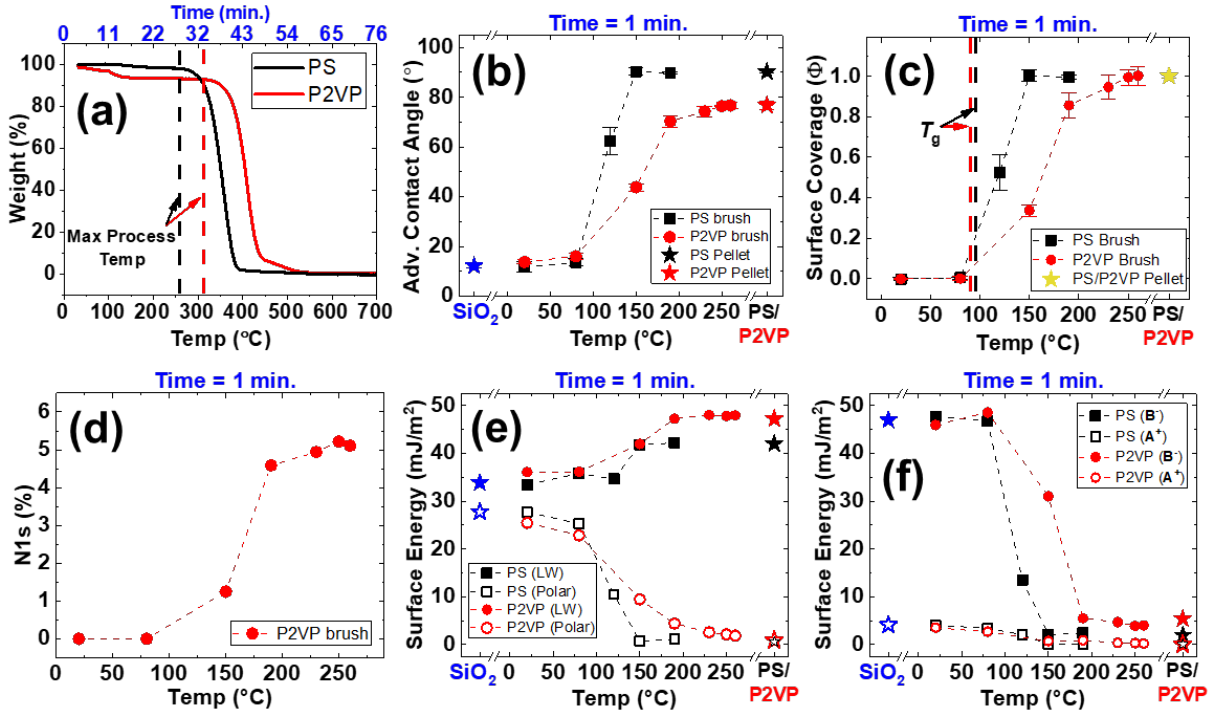 Time (min.)
0 11 22 32 43 54 65 76
(a)
PS
P2VP
Max Process
Temp
Weight (%)
100
80
60
40
20
0
0 100 200 300 400 500 600 700
Temp (°C)
Time = 1 min.
(b)
Adv. Contact Angle (°)
100
90
80
70
60
50
40
30
20
10
0
PS brush
P2VP brush
PS Pellet
P2VP Pellet
SiO2
0 50 100 150 200 250 PS/
P2VP
Temp (°C)
Time = 1 min.
(c)
Surface Coverage (Φ)
1.0
0.8
0.6
0.4
0.2
0.0
Tg
PS Brush
P2VP Brush
PS/P2VP Pellet
0 50 100 150 200 250 PS/
P2VP
Temp (°C)
Time = 1 min.
(d)
N1s (%)
6
5
4
3
2
1
0
P2VP brush
0 50 100 150 200 250
Temp (°C)
Time = 1 min.
(e)
Surface Energy (mJ/m²)
50
40
30
20
10
0
PS (LW)
PS (Polar)
P2VP (LW)
P2VP (Polar)
SiO2
0 50 100 150 200 250 PS/
P2VP
Temp (°C)
Time = 1 min.
(f)
Surface Energy (mJ/m²)
50
40
30
20
10
0
PS (B⁻)
PS (A⁺)
P2VP (B⁻)
P2VP (A⁺)
SiO2
0 50 100 150 200 250 PS/
P2VP
Temp (°C)